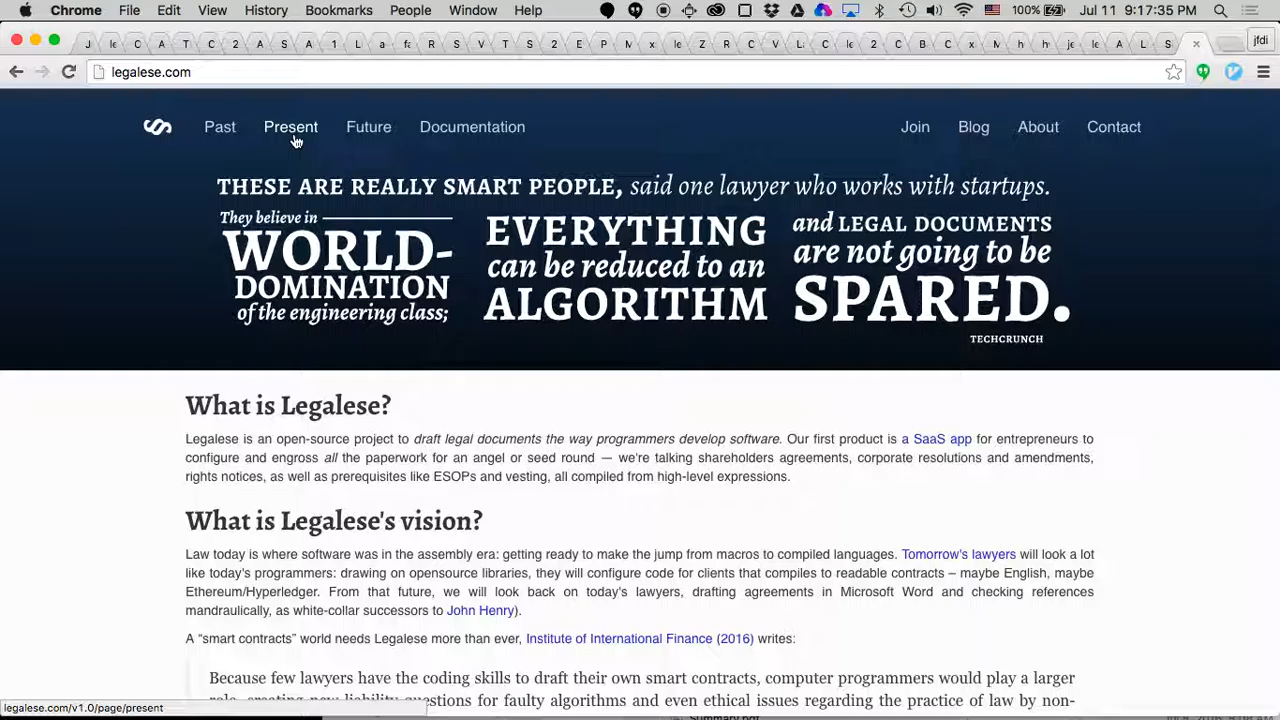 Chrome File Edit View History Bookmarks People Window Help 100% Jul 11 9:17:35 PM
J I C A T C 2 A S A 1 L a fa R S V T S 2 E P M x le Z R C V L C le 2 C B C x M h h je le A L S jfdi
legalese.com
Past Present Future Documentation Join Blog About Contact
THESE ARE REALLY SMART PEOPLE, said one lawyer who works with startups.
They believe in
WORLD-
DOMINATION
of the engineering class;
EVERYTHING
can be reduced to an
ALGORITHM
and LEGAL DOCUMENTS
are not going to be
SPARED.
TECHCRUNCH
What is Legalese?
Legalese is an open-source project to draft legal documents the way programmers develop software. Our first product is a SaaS app for entrepreneurs to
configure and engross all the paperwork for an angel or seed round — we're talking shareholders agreements, corporate resolutions and amendments,
rights notices, as well as prerequisites like ESOPs and vesting, all compiled from high-level expressions.
What is Legalese's vision?
Law today is where software was in the assembly era: getting ready to make the jump from macros to compiled languages. Tomorrow's lawyers will look a lot
like today's programmers: drawing on opensource libraries, they will configure code for clients that compiles to readable contracts – maybe English, maybe
Ethereum/Hyperledger. From that future, we will look back on today's lawyers, drafting agreements in Microsoft Word and checking references
mandraulically, as white-collar successors to John Henry).
A “smart contracts” world needs Legalese more than ever, Institute of International Finance (2016) writes:
Because few lawyers have the coding skills to draft their own smart contracts, computer programmers would play a larger
role, creating new liability questions for faulty algorithms and even ethical issues regarding the practice of law by non-
legalese.com/v1.0/page/present